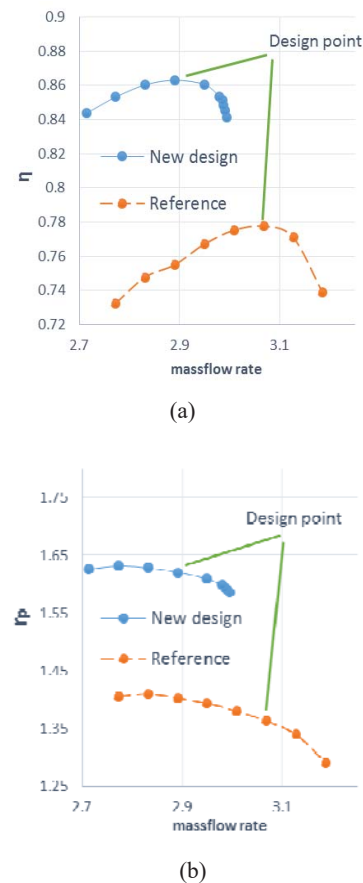 0.9
Design point
0.88
0.86
0.84
0.82
New design
η
0.8
0.78
Reference
0.76
0.74
0.72
2.7 2.9 3.1
massflow rate
(a)
1.75
Design point
1.65
1.55
New design
rp
1.45
Reference
1.35
1.25
2.7 2.9 3.1
massflow rate
(b)